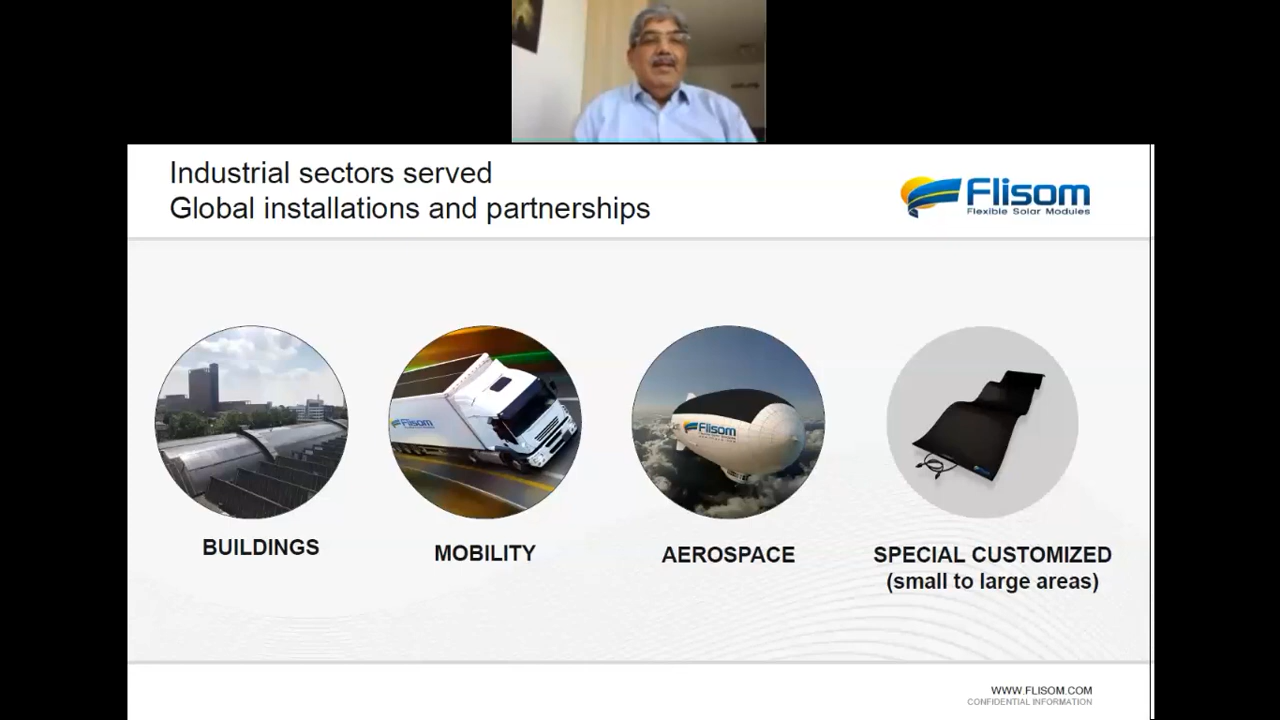 Industrial sectors served
Global installations and partnerships
Flisom
Flexible Solar Modules
Flisom
Flisom
BUILDINGS
MOBILITY
AEROSPACE
SPECIAL CUSTOMIZED
(small to large areas)
WWW.FLISOM.COM
CONFIDENTIAL INFORMATION